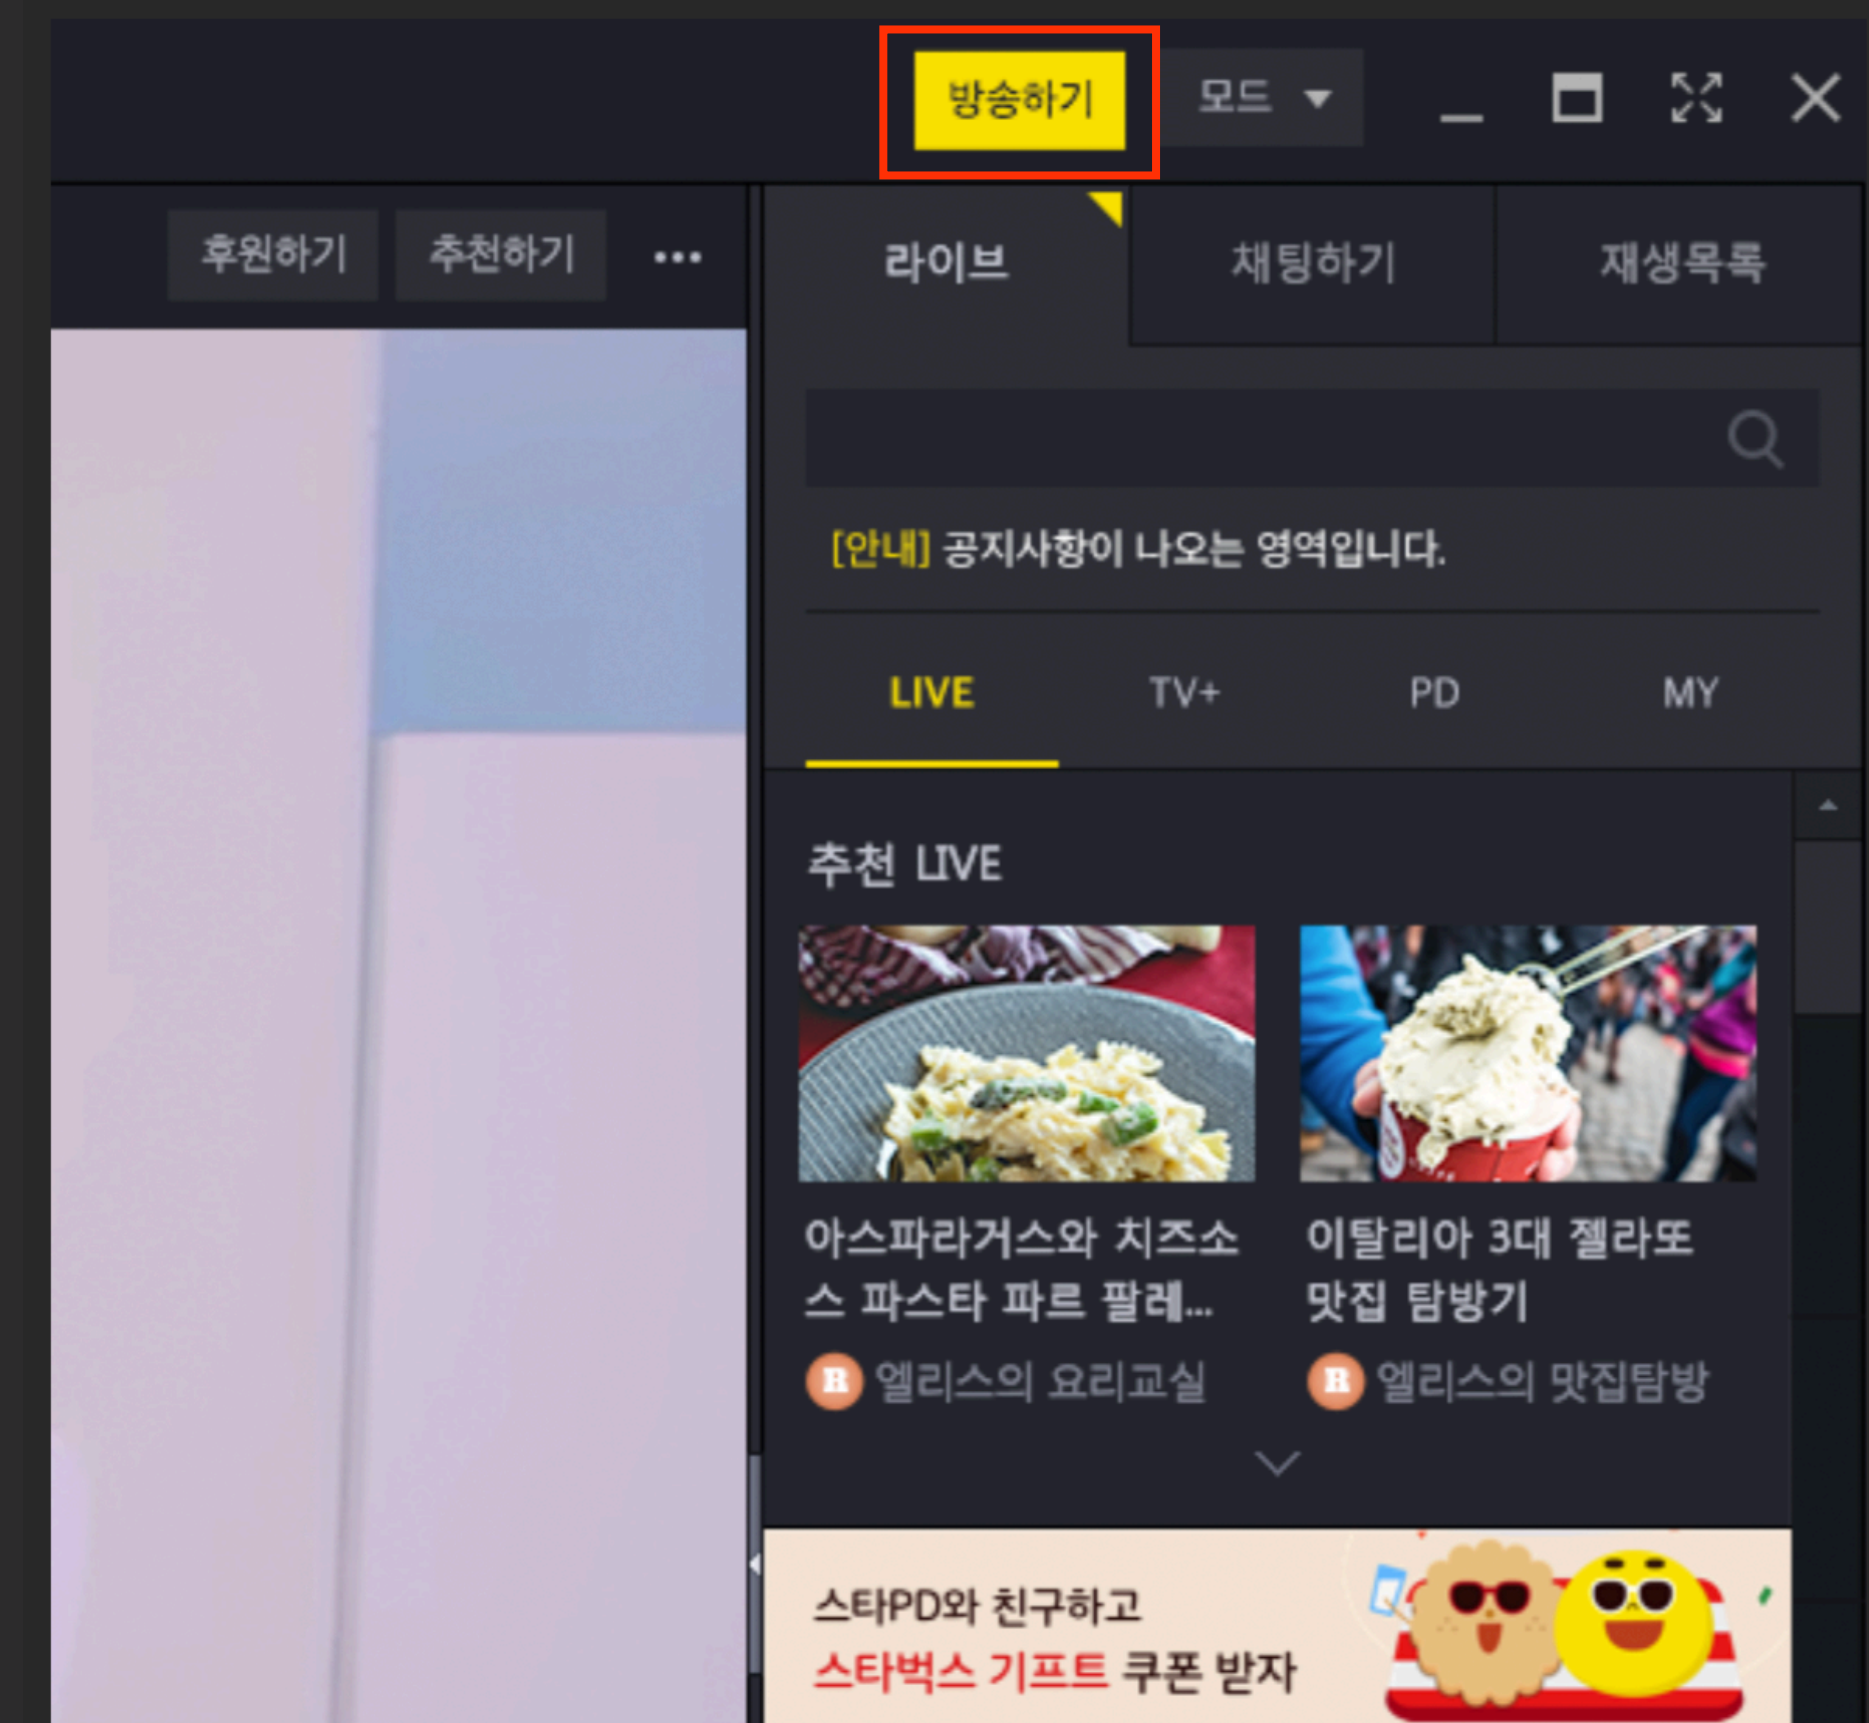 방송하기
모드
후원하기 추천하기
라이브 채팅하기 재생목록
[안내] 공지사항이 나오는 영역입니다.
LIVE TV+ PD MY
추천 LIVE
아스파라거스와 치즈소
스 파스타 파르 팔레...
R 엘리스의 요리교실
이탈리아 3대 젤라또
맛집 탐방기
R 엘리스의 맛집탐방
스타PD와 친구하고
스타벅스 기프트 쿠폰 받자